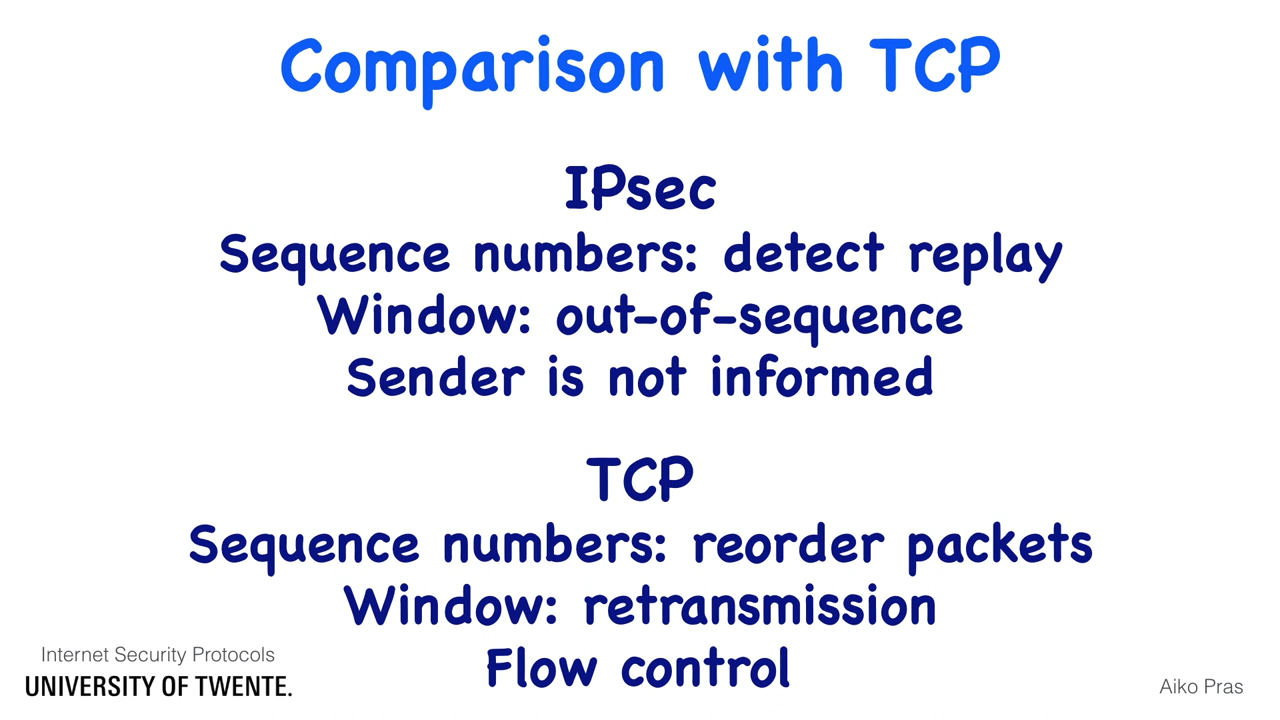 Comparison with TCP
IPsec
Sequence numbers: detect replay
Window: out-of-sequence
Sender is not informed
TCP
Sequence numbers: reorder packets
Window: retransmission
Flow control
Internet Security Protocols
UNIVERSITY OF TWENTE.
Aiko Pras